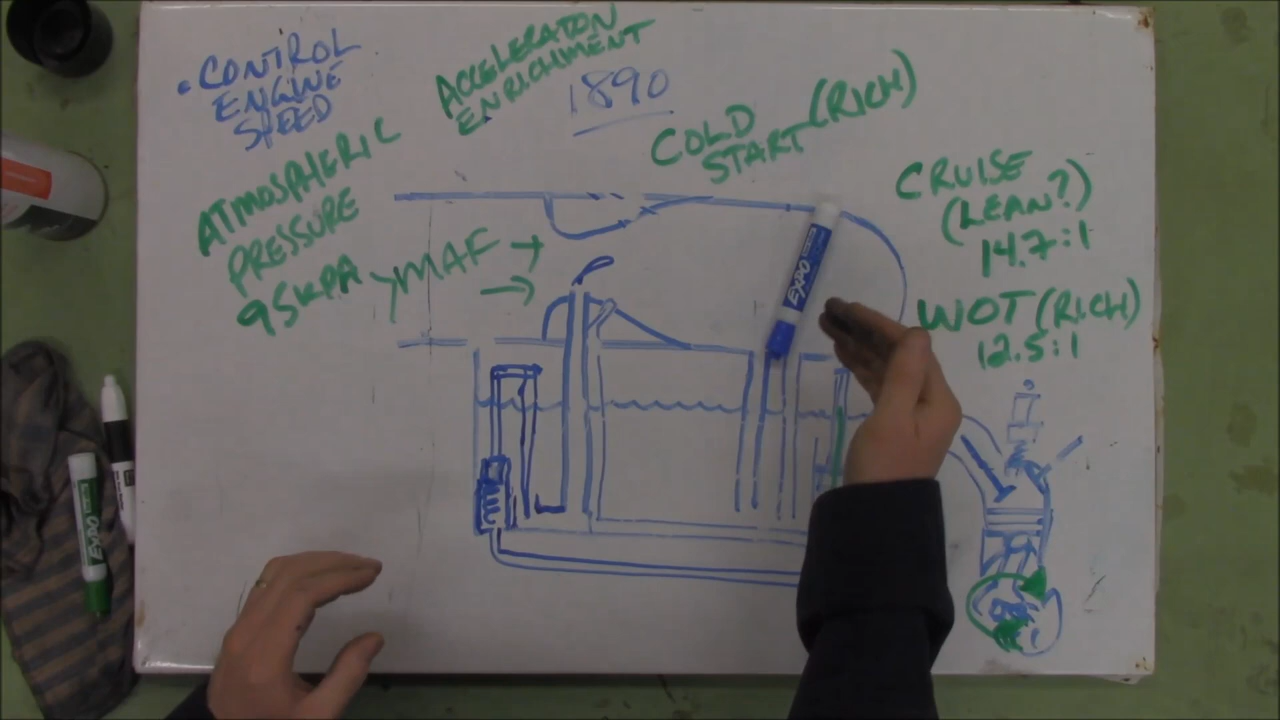 • CONTROL
ENGINE
SPEED
ACCELERATON
ENRICHMENT
1890
COLD
START (RICH)
CRUISE
(LEAN?)
14.7:1
WOT (RICH)
12.5:1
ATMOSPHERIC
PRESSURE
95KPA
MAF
EXPO
EXPO